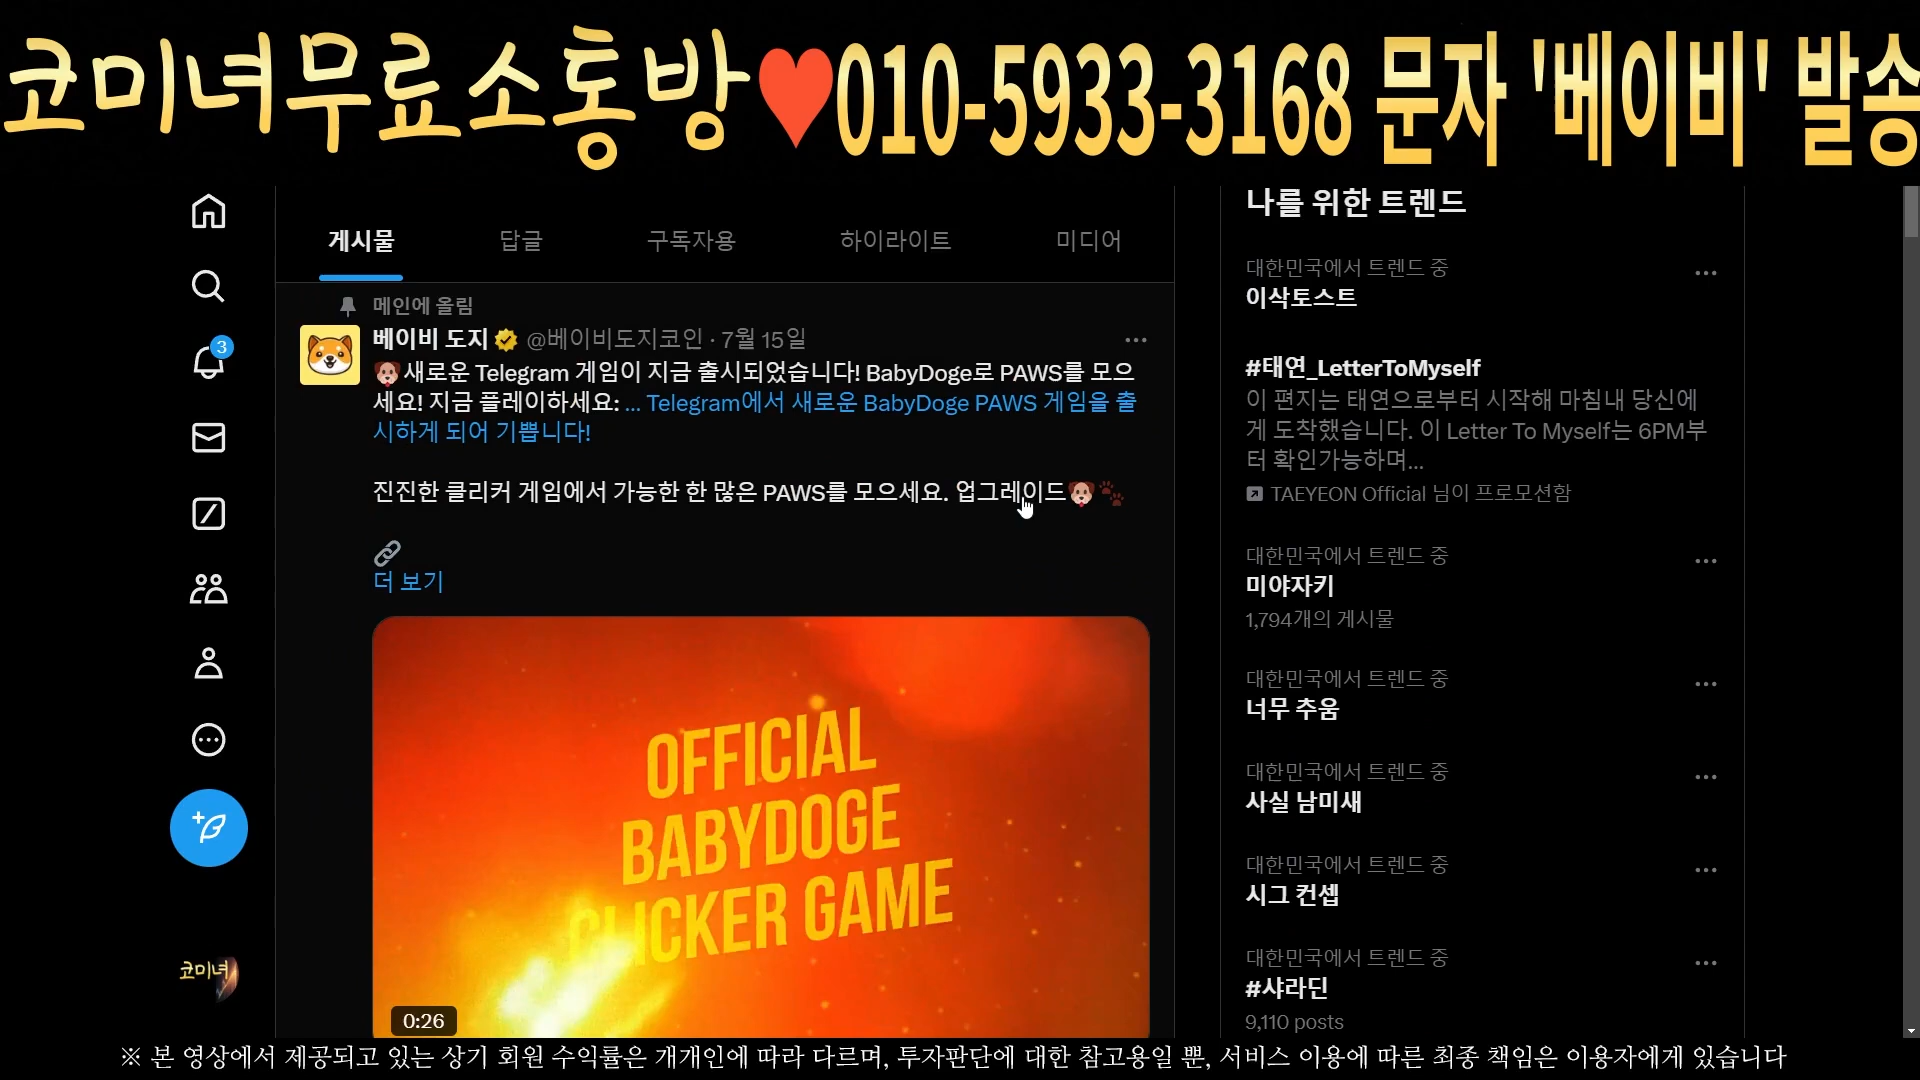 코미녀무료소통방♥010-5933-3168 문자 '베이비' 발송
나를 위한 트렌드
게시물 답글 구독자용 하이라이트 미디어
대한민국에서 트렌드 중
이삭토스트
메인에 올림
베이비 도지 @베이비도지코인 · 7월 15일
🐶새로운 Telegram 게임이 지금 출시되었습니다! BabyDoge로 PAWS를 모으
세요! 지금 플레이하세요: ... Telegram에서 새로운 BabyDoge PAWS 게임을 출
시하게 되어 기쁩니다!
진진한 클리커 게임에서 가능한 한 많은 PAWS를 모으세요. 업그레이드🐶🐾
🔗
더 보기
OFFICIAL
BABYDOGE
CLICKER GAME
0:26
#태연_LetterToMyself
이 편지는 태연으로부터 시작해 마침내 당신에
게 도착했습니다. 이 Letter To Myself는 6PM부
터 확인가능하며...
TAEYEON Official 님이 프로모션함
대한민국에서 트렌드 중
미야자키
1,794개의 게시물
대한민국에서 트렌드 중
너무 추움
대한민국에서 트렌드 중
사실 남미새
대한민국에서 트렌드 중
시그 컨셉
대한민국에서 트렌드 중
#샤라딘
9,110 posts
3
코미녀
※ 본 영상에서 제공되고 있는 상기 회원 수익률은 개개인에 따라 다르며, 투자판단에 대한 참고용일 뿐, 서비스 이용에 따른 최종 책임은 이용자에게 있습니다